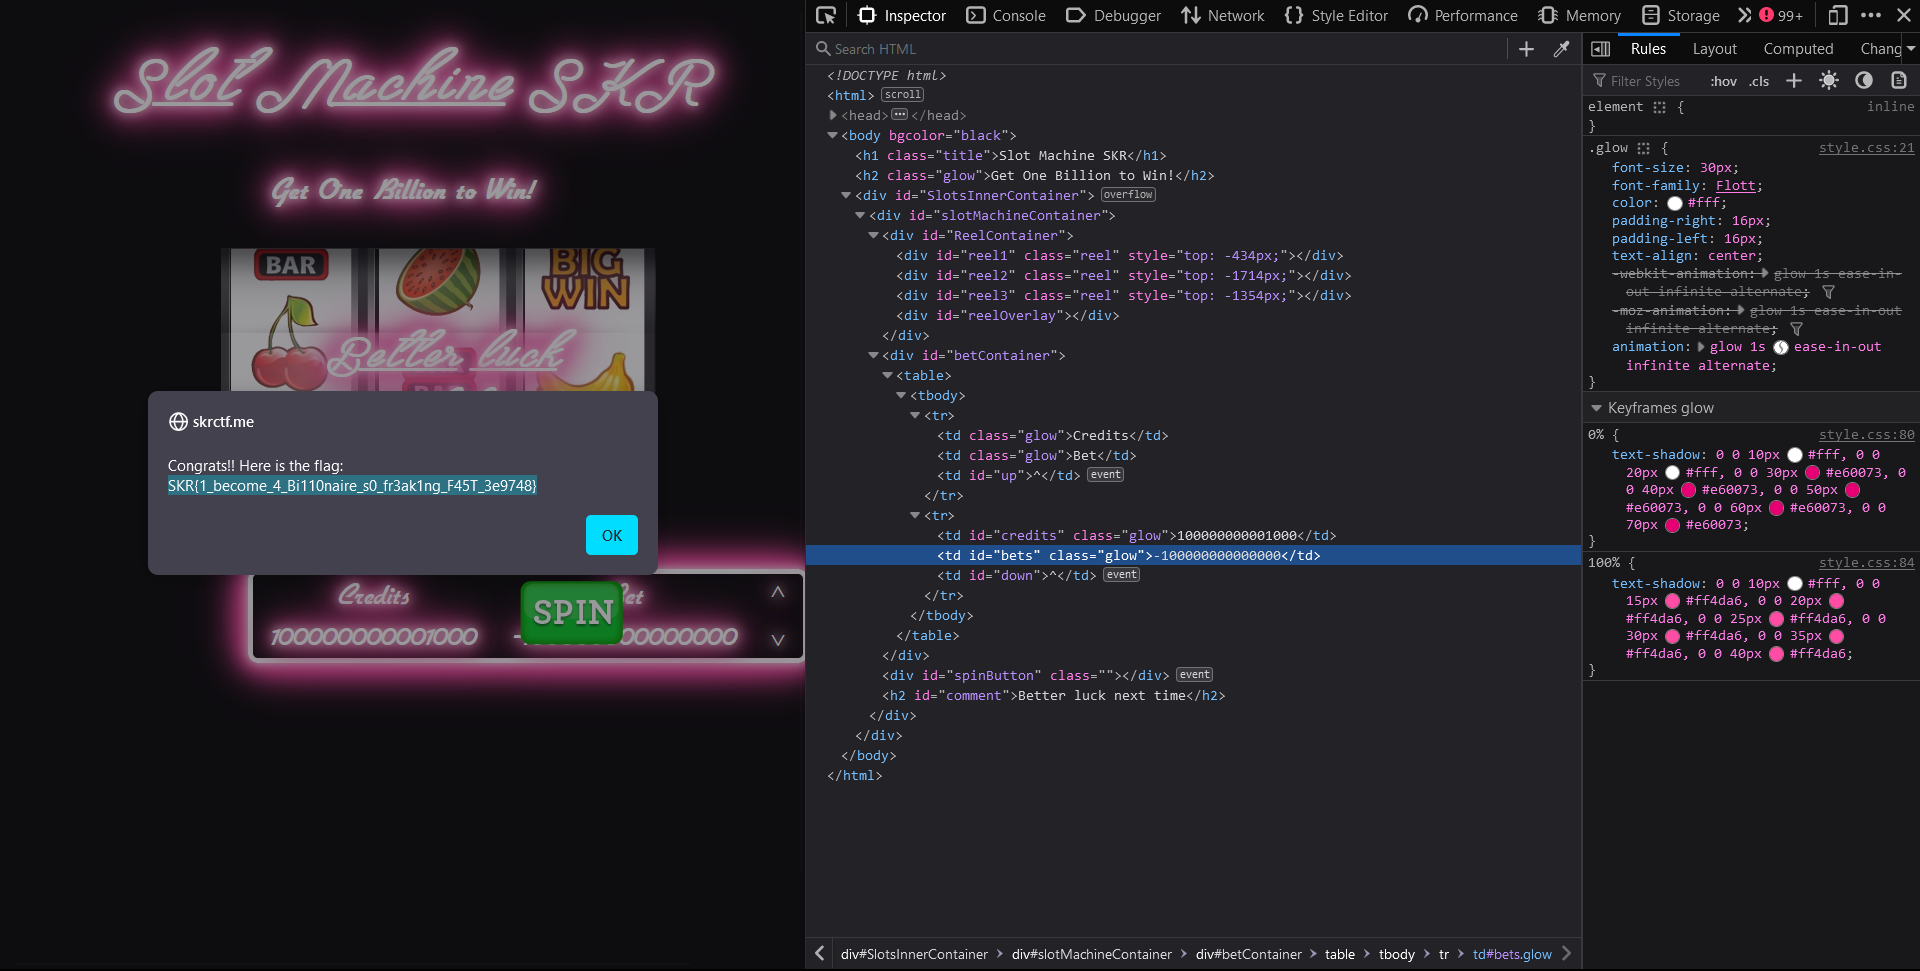 Slot Machine SKR
Get One Billion to Win!
BAR
BIG
WIN
Better luck
skrctf.me
Congrats!! Here is the flag:
SKR{1_become_4_Bi110naire_s0_fr3ak1ng_F45T_3e9748}
OK
Credits
SPIN
100000000001000
Inspector
Console
Debugger
Network
Style Editor
Performance
Memory
Storage
99+
Search HTML
<!DOCTYPE html>
<html> scroll
<head> ••• </head>
<body bgcolor="black">
<h1 class="title">Slot Machine SKR</h1>
<h2 class="glow">Get One Billion to Win!</h2>
<div id="SlotsInnerContainer"> overflow
<div id="slotMachineContainer">
<div id="ReelContainer">
<div id="reel1" class="reel" style="top: -434px;"></div>
<div id="reel2" class="reel" style="top: -1714px;"></div>
<div id="reel3" class="reel" style="top: -1354px;"></div>
<div id="reelOverlay"></div>
</div>
<div id="betContainer">
<table>
<tbody>
<tr>
<td class="glow">Credits</td>
<td class="glow">Bet</td>
<td id="up">^</td> event
</tr>
<tr>
<td id="credits" class="glow">100000000001000</td>
<td id="bets" class="glow">-100000000000000</td>
<td id="down">^</td> event
</tr>
</tbody>
</table>
</div>
<div id="spinButton" class=""></div> event
<h2 id="comment">Better luck next time</h2>
</div>
</div>
</body>
</html>
div#SlotsInnerContainer > div#slotMachineContainer > div#betContainer > table > tbody > tr > td#bets.glow
Rules
Layout
Computed
Chang
Filter Styles
:hov .cls
element { inline
}
.glow { style.css:21
font-size: 30px;
font-family: Flott;
color: #fff;
padding-right: 16px;
padding-left: 16px;
text-align: center;
-webkit-animation: glow 1s ease-in-
out infinite alternate;
-moz-animation: glow 1s ease-in-out
infinite alternate;
animation: glow 1s ease-in-out
infinite alternate;
}
Keyframes glow
0% { style.css:80
text-shadow: 0 0 10px #fff, 0 0
20px #fff, 0 0 30px #e60073, 0
0 40px #e60073, 0 0 50px
#e60073, 0 0 60px #e60073, 0 0
70px #e60073;
}
100% { style.css:84
text-shadow: 0 0 10px #fff, 0 0
15px #ff4da6, 0 0 20px
#ff4da6, 0 0 25px #ff4da6, 0 0
30px #ff4da6, 0 0 35px
#ff4da6, 0 0 40px #ff4da6;
}